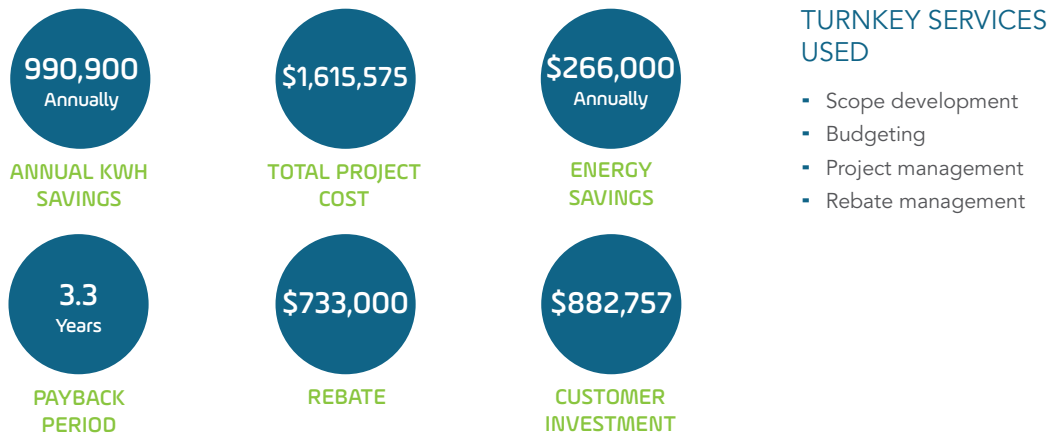 990,900
Annually
ANNUAL KWH
SAVINGS
$1,615,575
TOTAL PROJECT
COST
$266,000
Annually
ENERGY
SAVINGS
3.3
Years
PAYBACK
PERIOD
$733,000
REBATE
$882,757
CUSTOMER
INVESTMENT
TURNKEY SERVICES
USED
- Scope development
- Budgeting
- Project management
- Rebate management